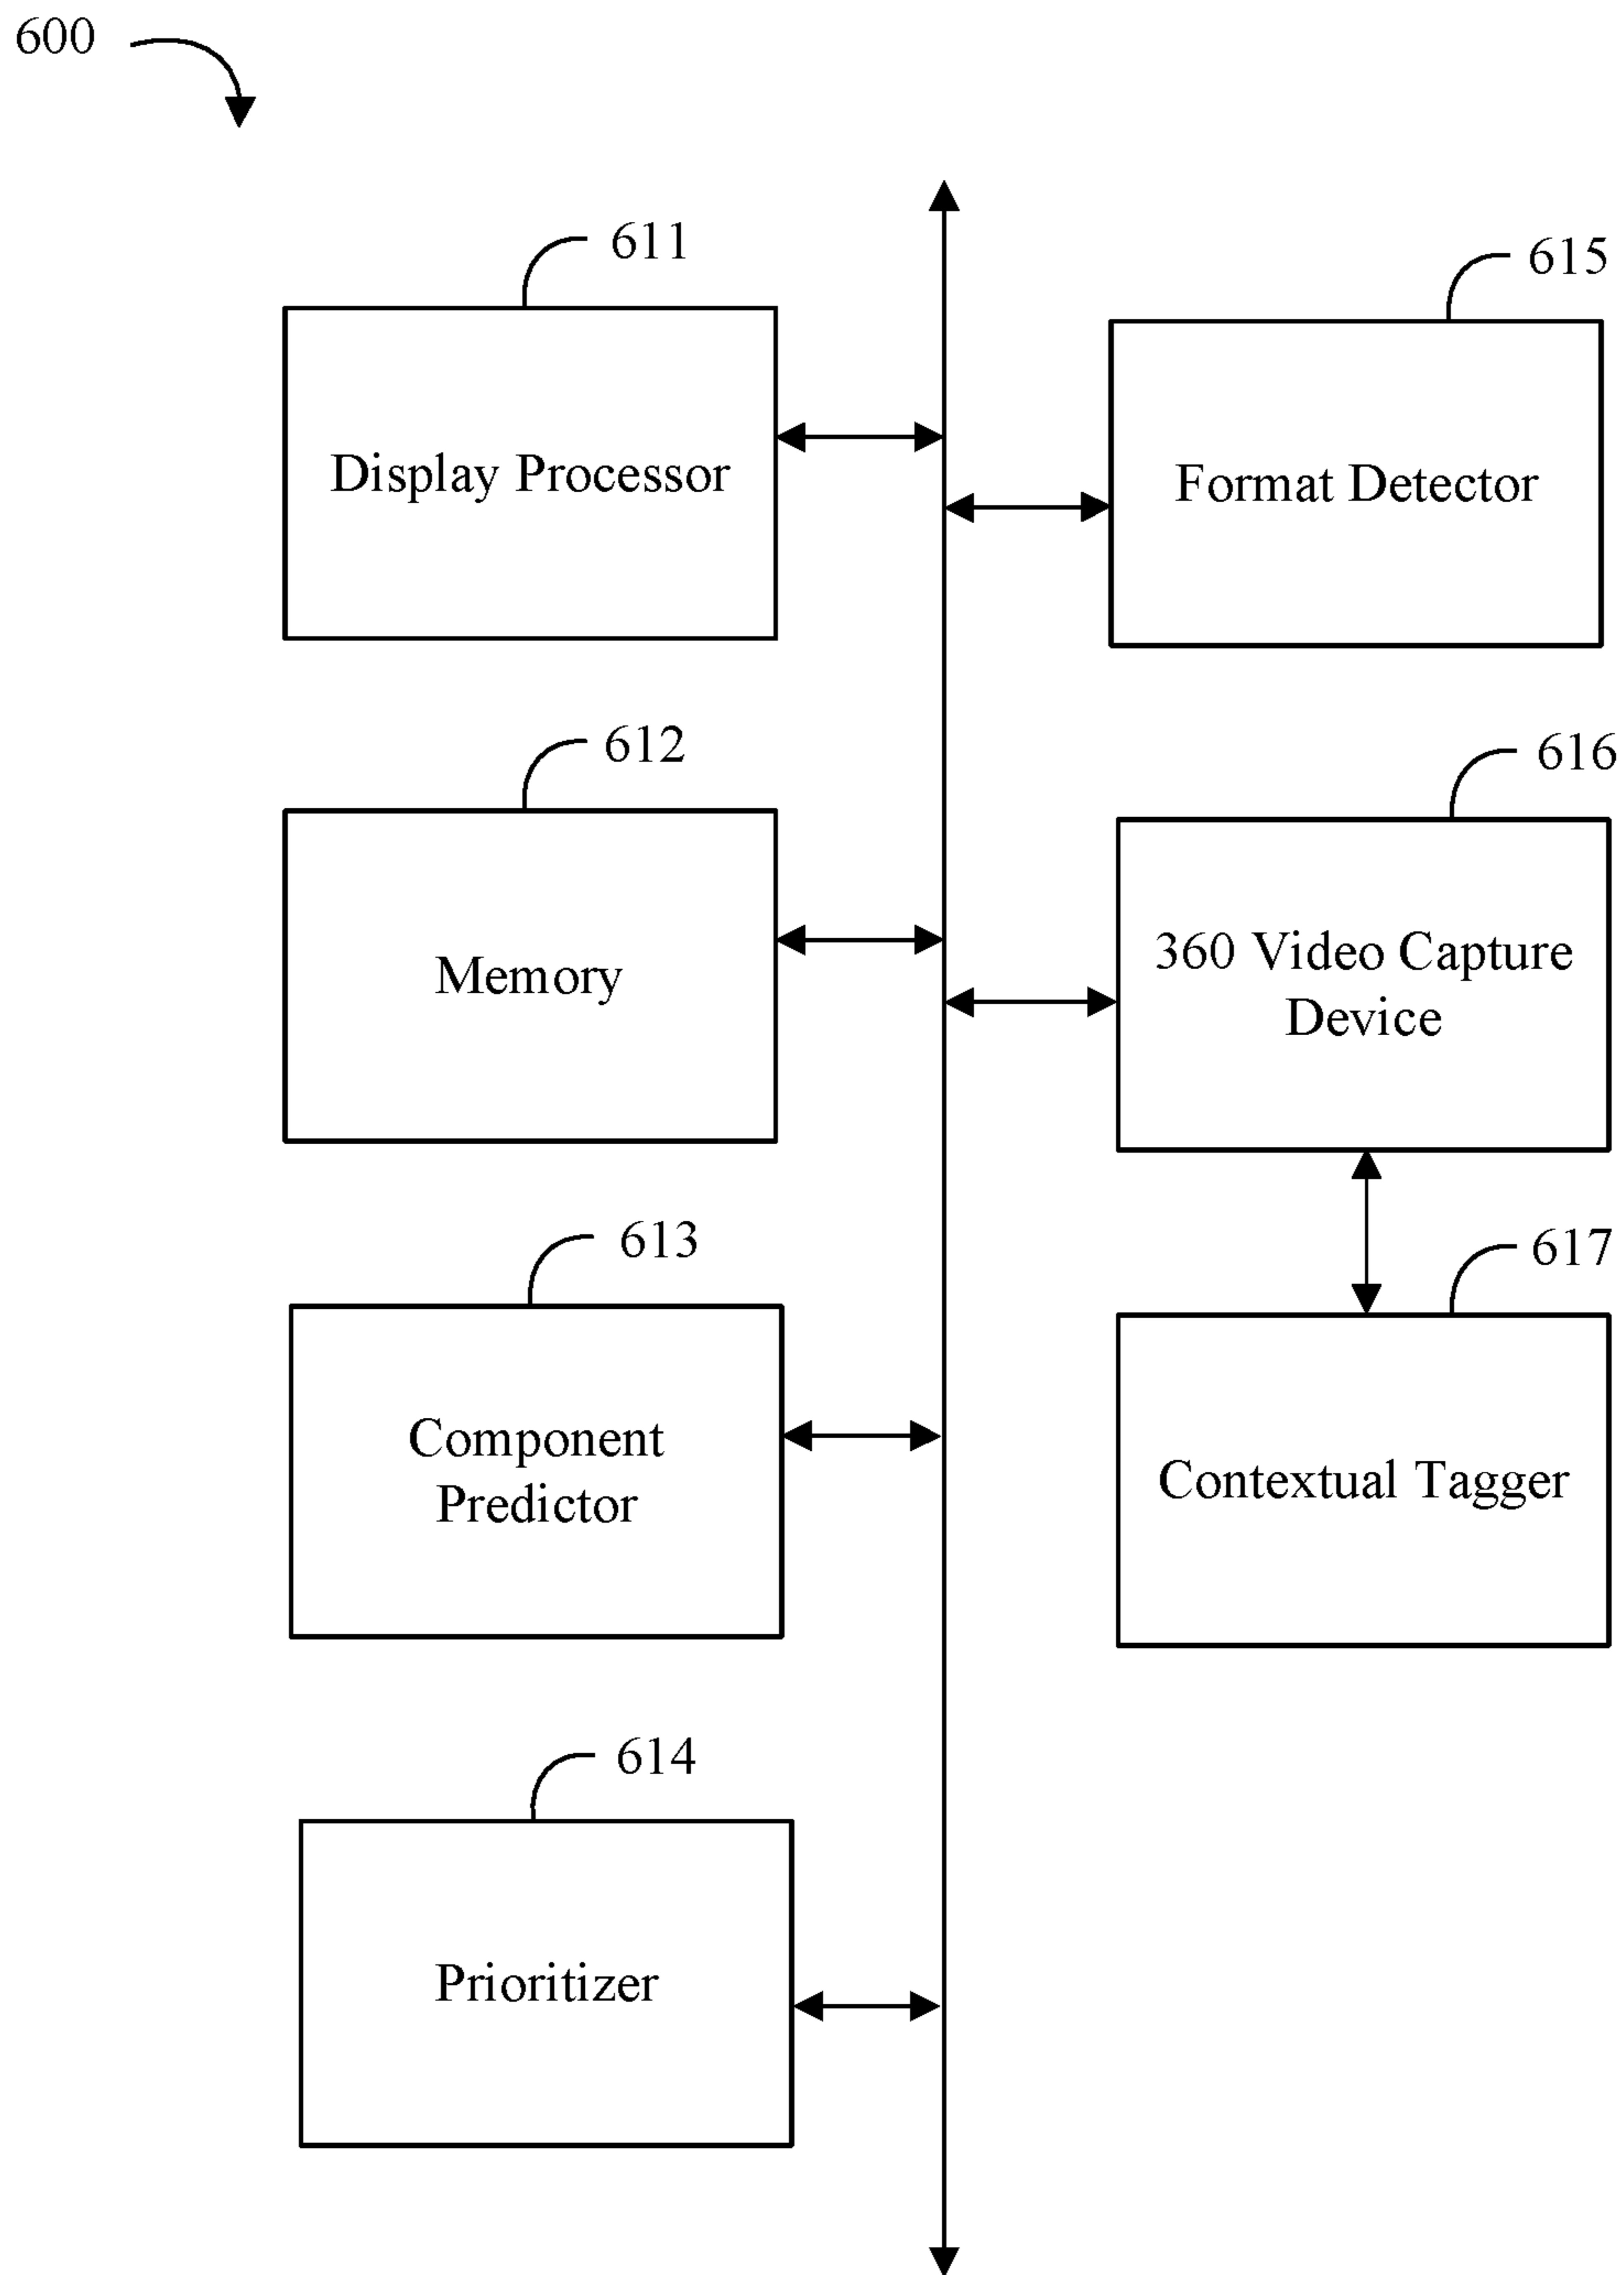 600
611
Display Processor
615
Format Detector
612
Memory
616
360 Video Capture
Device
613
Component
Predictor
617
Contextual Tagger
614
Prioritizer